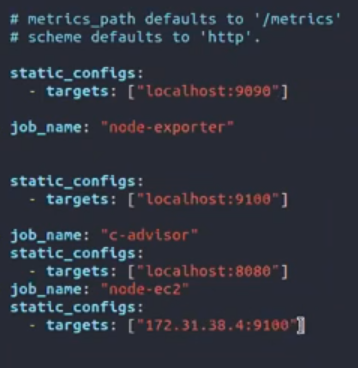 # metrics_path defaults to '/metrics'
# scheme defaults to 'http'.
static_configs:
- targets: ["localhost:9090"]
job_name: "node-exporter"
static_configs:
- targets: ["localhost:9100"]
job_name: "c-advisor"
static_configs:
- targets: ["localhost:8080"]
job_name: "node-ec2"
static_configs:
- targets: ["172.31.38.4:9100"]